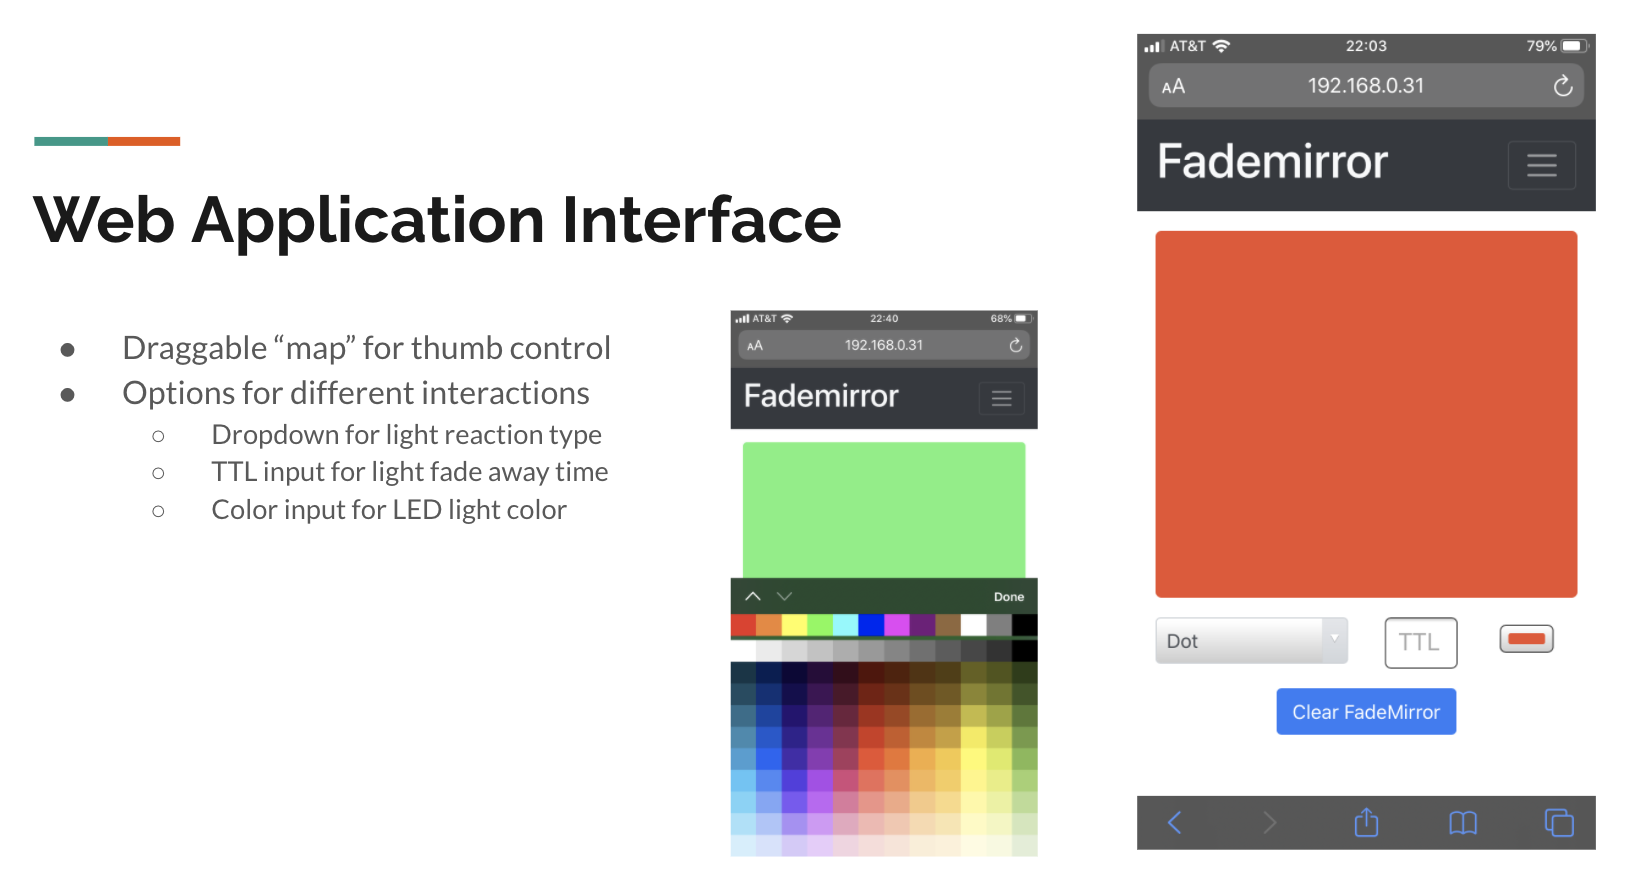 Web Application Interface
● Draggable “map” for thumb control
● Options for different interactions
○ Dropdown for light reaction type
○ TTL input for light fade away time
○ Color input for LED light color
AT&T 22:40 68%
AA 192.168.0.31
Fademirror
Done
AT&T 22:03 79%
AA 192.168.0.31
Fademirror
Dot TTL
Clear FadeMirror